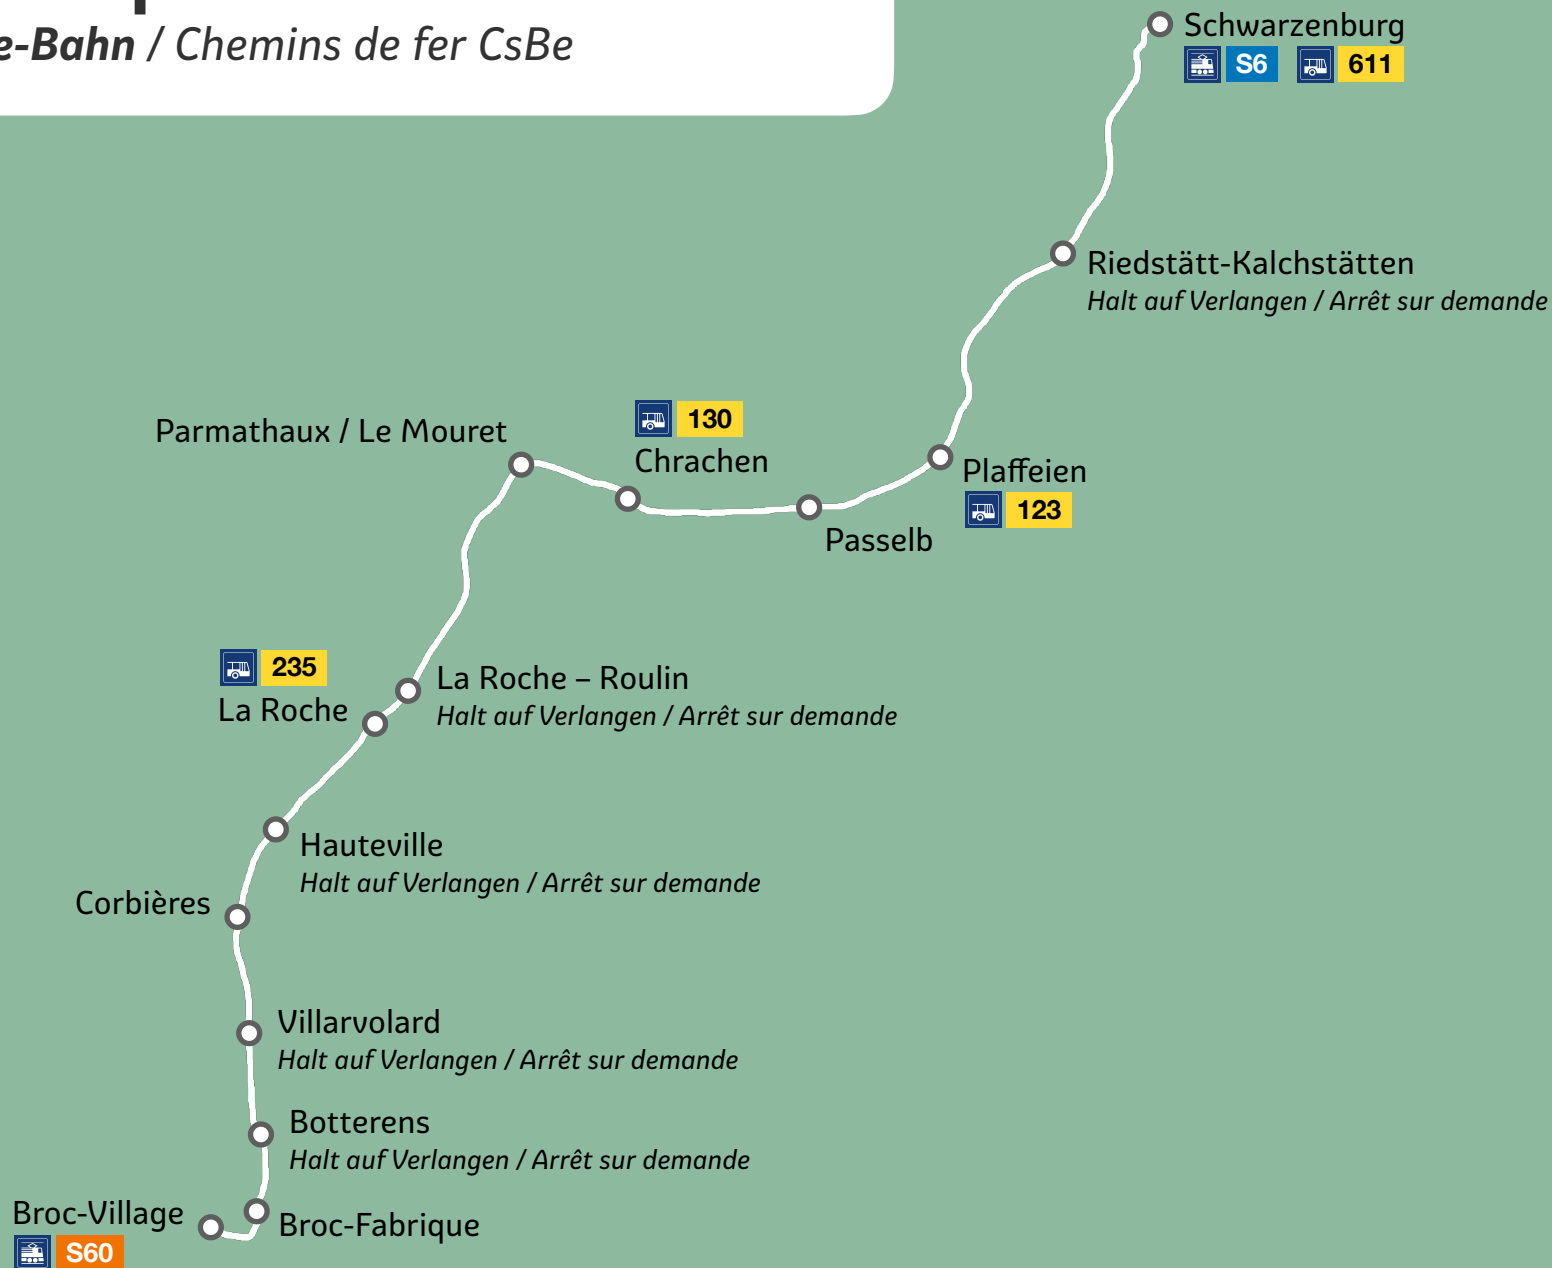 e-Bahn / Chemins de fer CsBe
Schwarzenburg
S6 611
Riedstätt-Kalchstätten
Halt auf Verlangen / Arrêt sur demande
130
Chrachen
Parmathaux / Le Mouret
Plaffeien
123
Passelb
235
La Roche
La Roche – Roulin
Halt auf Verlangen / Arrêt sur demande
Hauteville
Halt auf Verlangen / Arrêt sur demande
Corbières
Villarvolard
Halt auf Verlangen / Arrêt sur demande
Botterens
Halt auf Verlangen / Arrêt sur demande
Broc-Village
S60
Broc-Fabrique